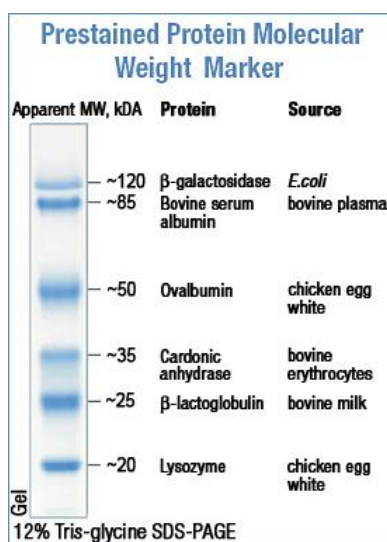 Prestained Protein Molecular
Weight Marker
Apparent MW, kDA Protein Source
~120 β-galactosidase E.coli
~85 Bovine serum bovine plasma
albumin
~50 Ovalbumin chicken egg
white
~35 Cardonic bovine
anhydrase erythrocytes
~25 β-lactoglobulin bovine milk
~20 Lysozyme chicken egg
white
Gel
12% Tris-glycine SDS-PAGE